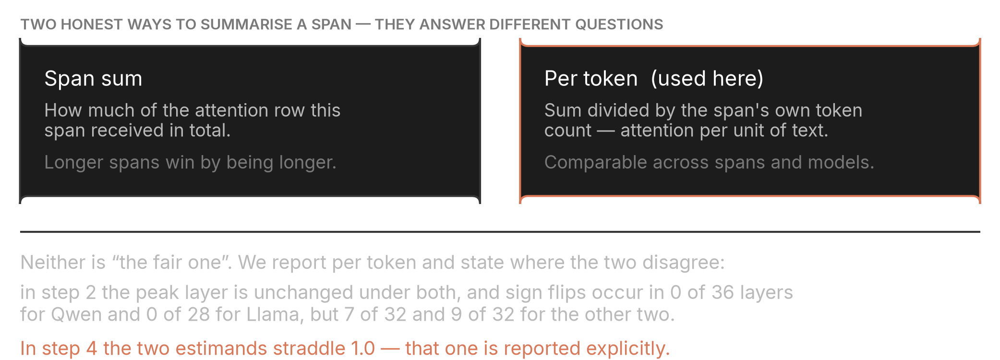 TWO HONEST WAYS TO SUMMARISE A SPAN — THEY ANSWER DIFFERENT QUESTIONS
Span sum
How much of the attention row this
span received in total.
Longer spans win by being longer.
Per token (used here)
Sum divided by the span's own token
count — attention per unit of text.
Comparable across spans and models.
Neither is “the fair one”. We report per token and state where the two disagree:
in step 2 the peak layer is unchanged under both, and sign flips occur in 0 of 36 layers
for Qwen and 0 of 28 for Llama, but 7 of 32 and 9 of 32 for the other two.
In step 4 the two estimands straddle 1.0 — that one is reported explicitly.